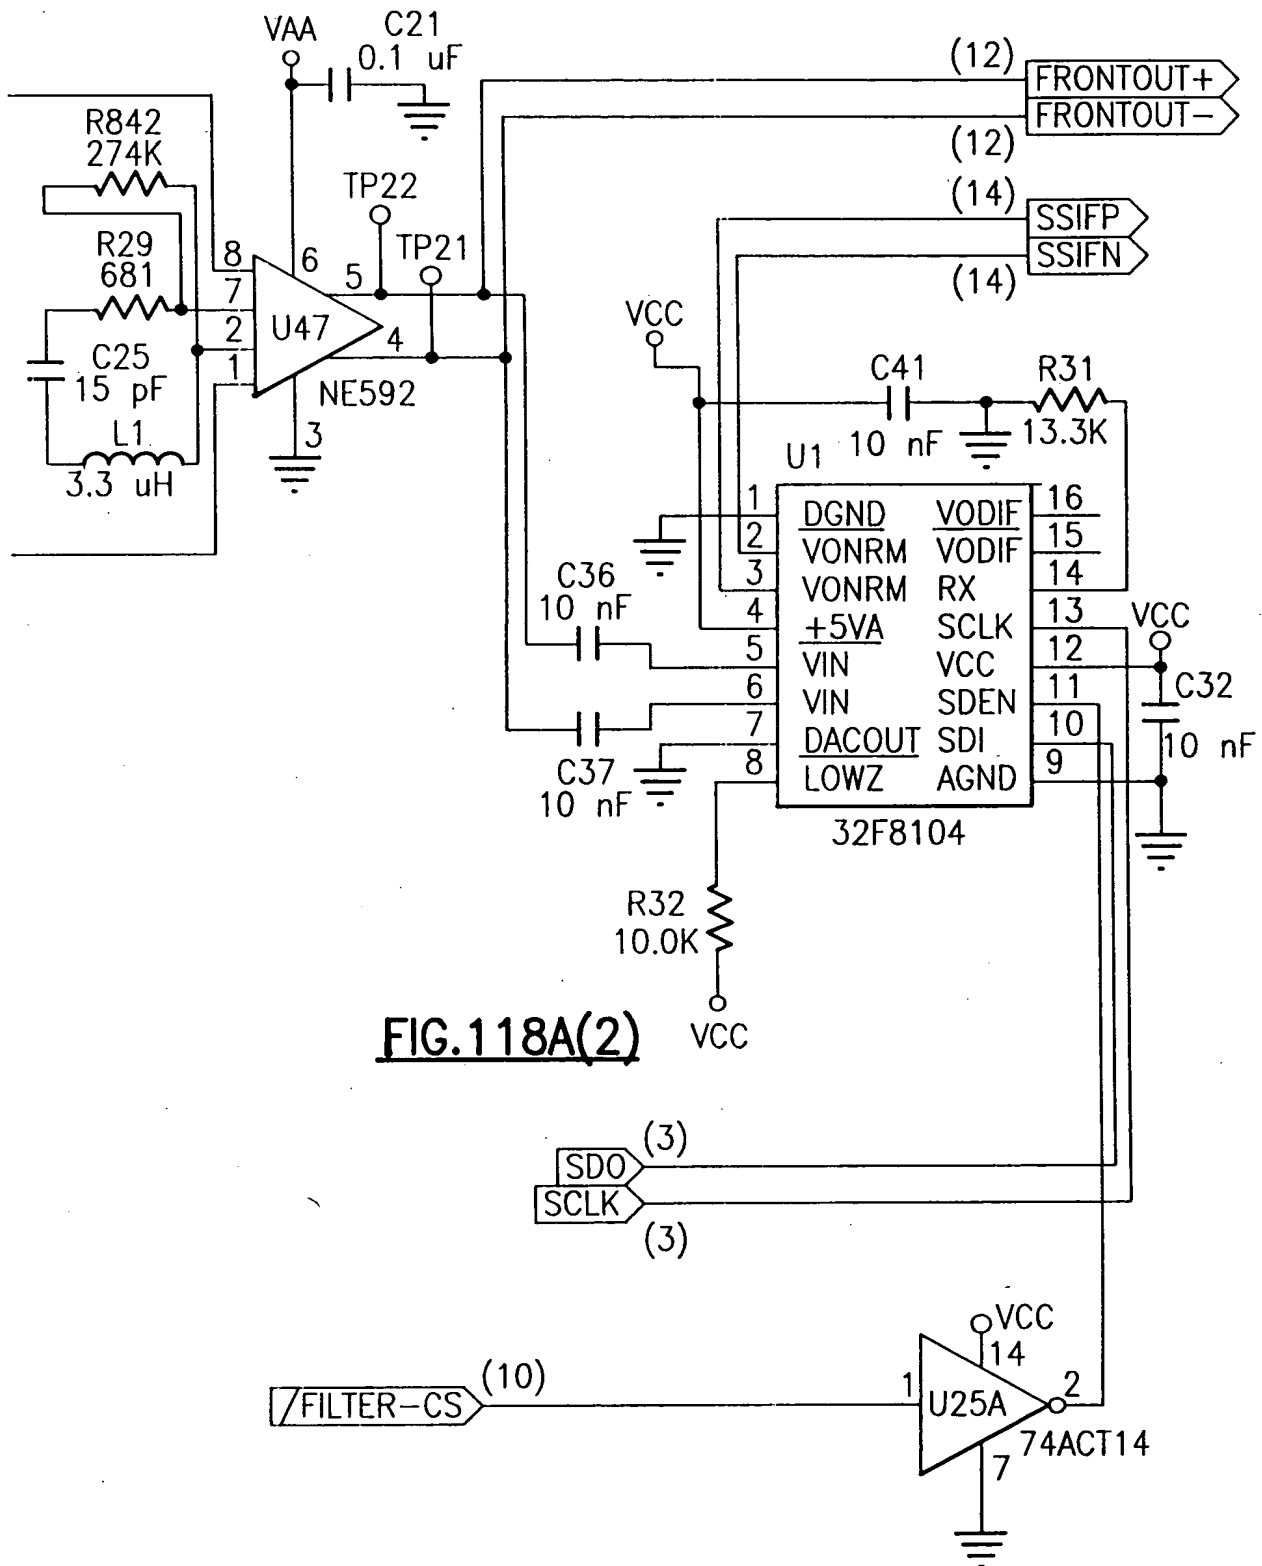 VAA
C21
0.1 uF
(12)
FRONTOUT+
FRONTOUT-
(12)
R842
274K
TP22
(14)
SSIFP
SSIFN
(14)
TP21
R29
681
8
6
5
7
U47
2
4
1
C25
15 pF
NE592
3
L1
3.3 uH
VCC
C41
10 nF
R31
13.3K
U1
1
DGND
VODIF
16
2
VONRM
VODIF
15
3
VONRM
RX
14
4
+5VA
SCLK
13
5
VIN
VCC
12
6
VIN
SDEN
11
7
DACOUT
SDI
10
8
LOWZ
AGND
9
32F8104
C36
10 nF
C37
10 nF
VCC
C32
10 nF
R32
10.0K
VCC
FIG.118A(2)
(3)
SDO
SCLK
(3)
/FILTER-CS
(10)
VCC
14
1
U25A
2
74ACT14
7